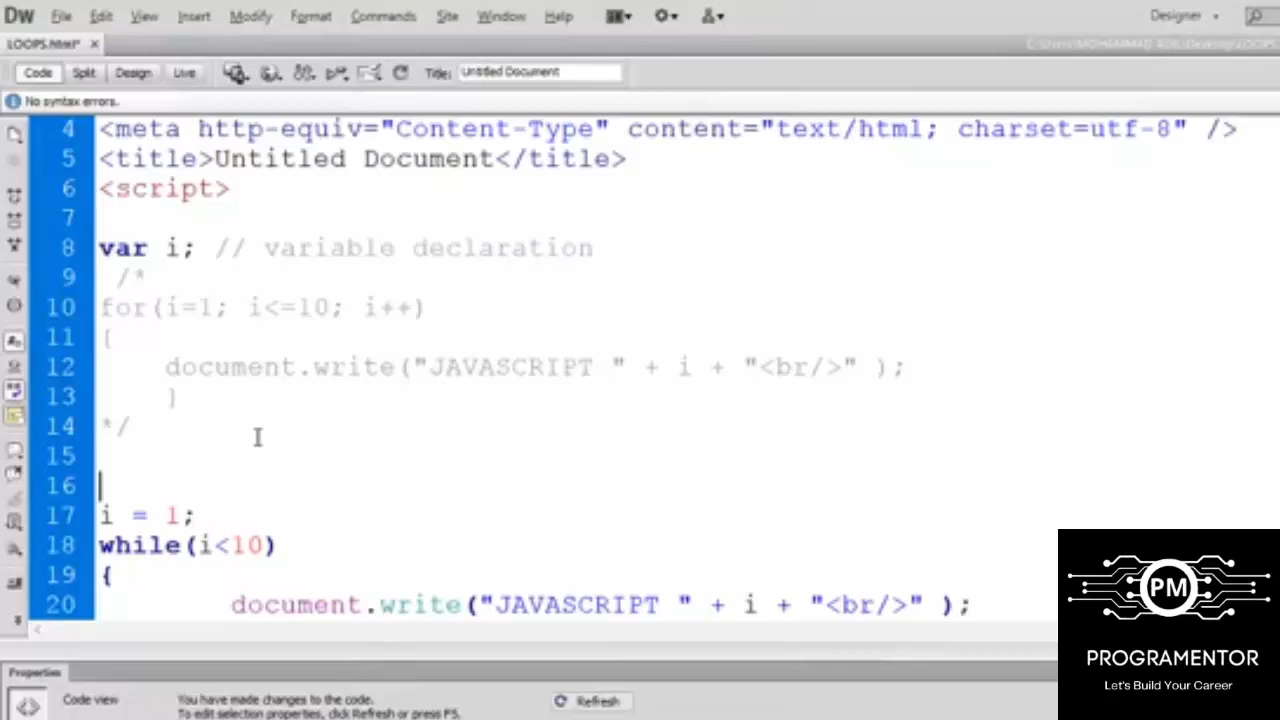 Dw File Edit View Insert Modify Format Commands Site Window Help Designer
LOOPS.html* ×
Code Split Design Live Title: Untitled Document
No syntax errors.
4 <meta http-equiv="Content-Type" content="text/html; charset=utf-8" />
5 <title>Untitled Document</title>
6 <script>
7
8 var i; // variable declaration
9 /*
10 for(i=1; i<=10; i++)
11 {
12 document.write("JAVASCRIPT " + i + "<br/>" );
13 }
14 */
15
16
17 i = 1;
18 while(i<10)
19 {
20 document.write("JAVASCRIPT " + i + "<br/>" );
Properties
<> Code view You have made changes to the code. Refresh
To edit selection properties, click Refresh or press F5.
PM
PROGRAMENTOR
Let's Build Your Career